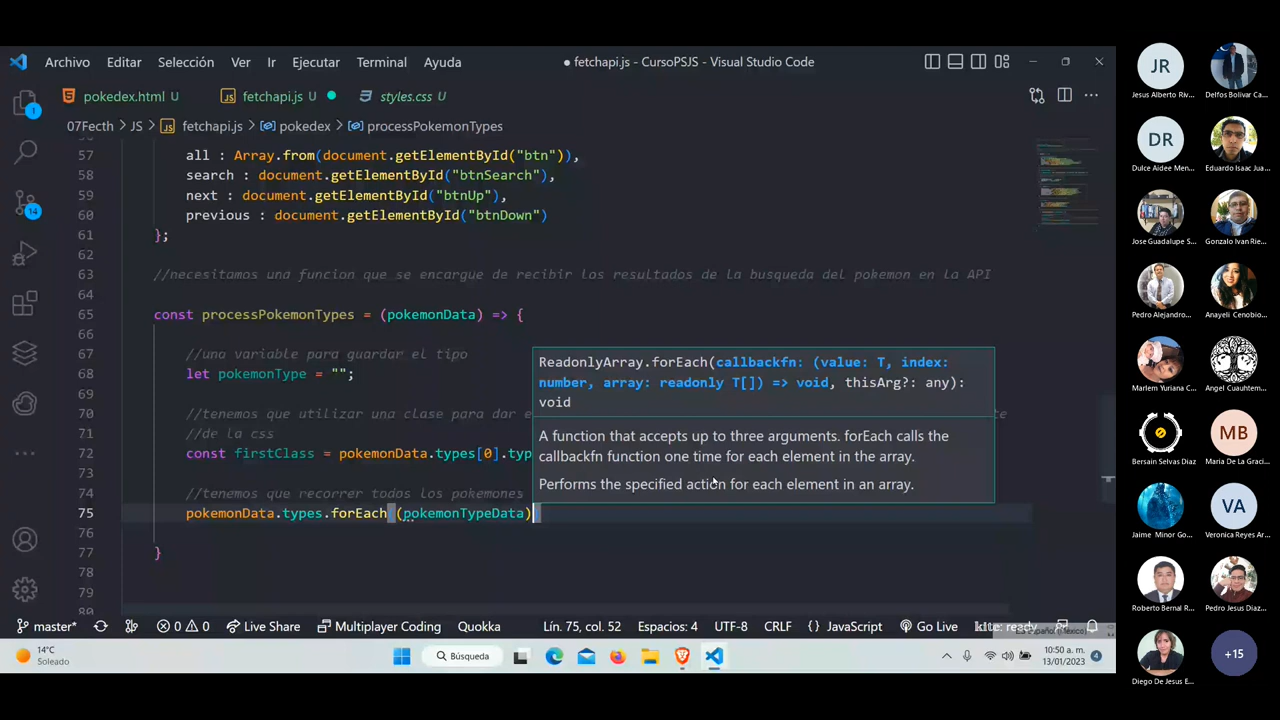 Archivo Editar Selección Ver Ir Ejecutar Terminal Ayuda ● fetchapi.js - CursoPSJS - Visual Studio Code
pokedex.html U fetchapi.js ● styles.css U
07Fecth > JS > fetchapi.js > pokedex > processPokemonTypes
57 all : Array.from(document.getElementById("btn")),
58 search : document.getElementById("btnSearch"),
59 next : document.getElementById("btnUp"),
60 previous : document.getElementById("btnDown")
61 };
62
63 //necesitamos una funcion que se encargue de recibir los resultados de la busqueda del pokemon en la API
64
65 const processPokemonTypes = (pokemonData) => {
66
67 //una variable para guardar el tipo
68 let pokemonType = "";
69
70 //tenemos que utilizar una clase para dar e
71 //de la css
72 const firstClass = pokemonData.types[0].typ
73
74 //tenemos que recorrer todos los pokemones
75 pokemonData.types.forEach((pokemonTypeData)
76
77 }
78
79
80
ReadonlyArray.forEach(callbackfn: (value: T, index:
number, array: readonly T[]) => void, thisArg?: any):
void
A function that accepts up to three arguments. forEach calls the
callbackfn function one time for each element in the array.
Performs the specified action for each element in an array.
1
14
master* 0 0 Live Share Multiplayer Coding Quokka Lín. 75, col. 52 Espacios: 4 UTF-8 CRLF {} JavaScript Go Live kite: ready
14°C
Soleado
Búsqueda
10:50 a. m.
13/01/2023
4
JR
Jesus Alberto Riv...
Delfos Bolivar Ca...
DR
Dulce Aidee Men...
Eduardo Isaac Jua...
Jose Guadalupe S...
Gonzalo Ivan Rie...
Pedro Alejandro...
Anayeli Cenobio...
Marlem Yuriana C...
Angel Cuauhtem...
Bersain Selvas Diaz
MB
Maria De La Graci...
Jaime Minor Go...
Veronica Reyes Ar...
Roberto Bernal R...
Pedro Jesus Diaz...
Diego De Jesus E...
+15